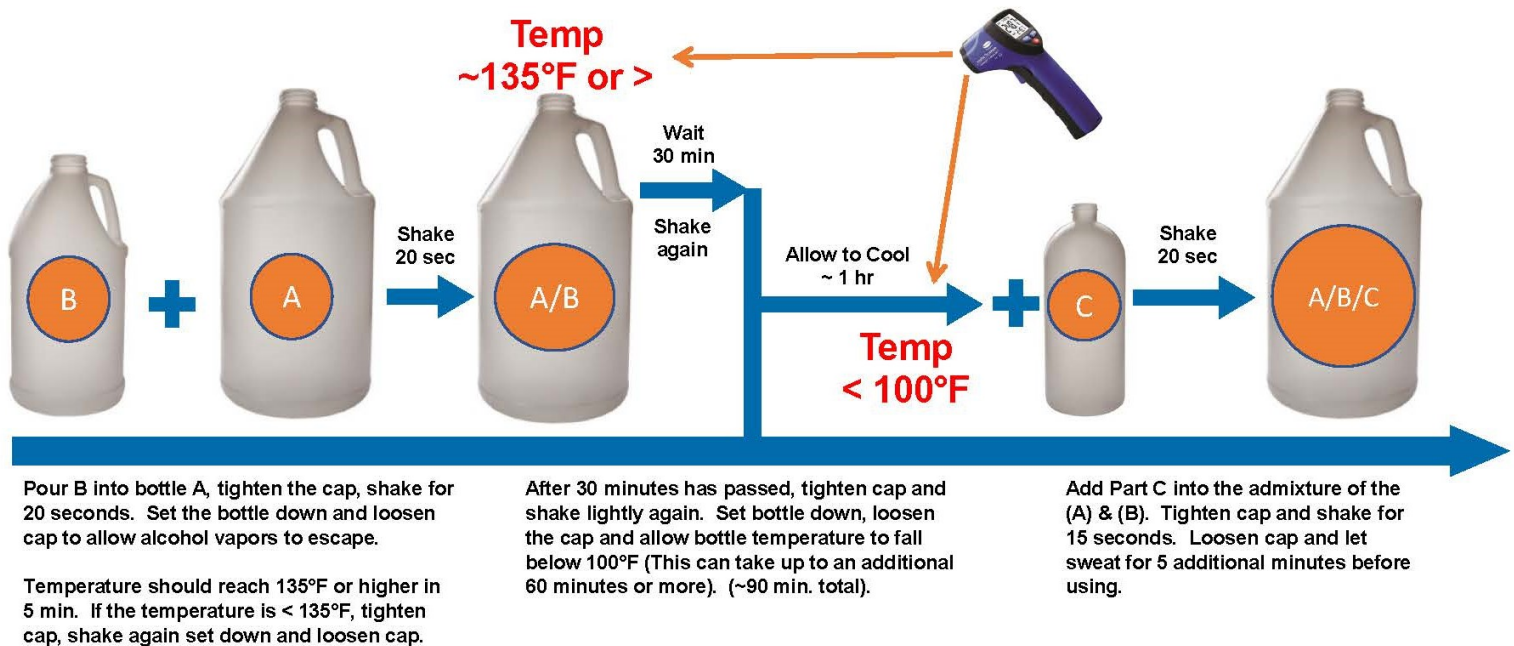 Temp
~135°F or >
Wait
30 min
Shake
again
Shake
20 sec
B
A
A/B
Allow to Cool
~ 1 hr
Temp
< 100°F
C
Shake
20 sec
A/B/C
Pour B into bottle A, tighten the cap, shake for
20 seconds.  Set the bottle down and loosen
cap to allow alcohol vapors to escape.
Temperature should reach 135°F or higher in
5 min.  If the temperature is < 135°F, tighten
cap, shake again set down and loosen cap.
After 30 minutes has passed, tighten cap and
shake lightly again.  Set bottle down, loosen
the cap and allow bottle temperature to fall
below 100°F (This can take up to an additional
60 minutes or more).  (~90 min. total).
Add Part C into the admixture of the
(A) & (B).  Tighten cap and shake for
15 seconds.  Loosen cap and let
sweat for 5 additional minutes before
using.